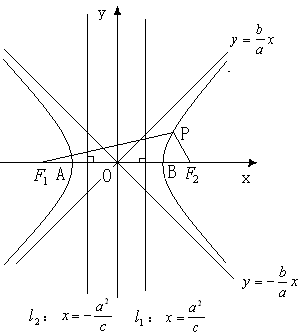 y
y = b/a x
P
F₁ A O B F₂ x
y = -b/a x
l₂： x = -a²/c l₁： x = a²/c